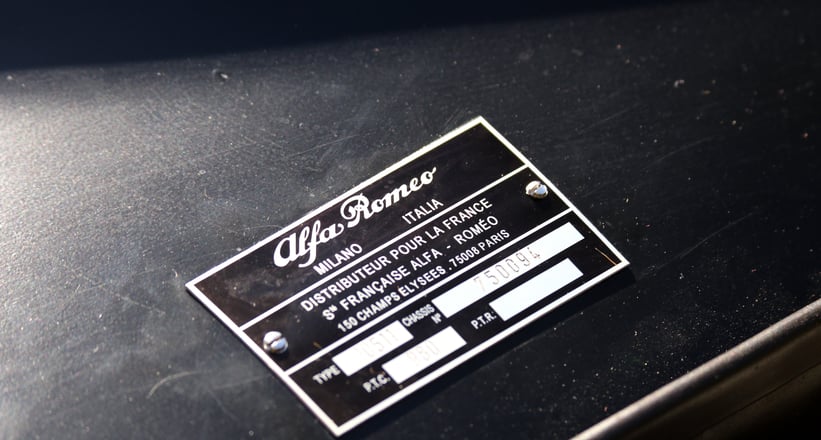 Alfa Romeo
MILANO ITALIA
DISTRIBUTEUR POUR LA FRANCE
Sté FRANÇAISE ALFA - ROMÉO
150 CHAMPS ELYSEES . 75008 PARIS
TYPE CHASSIS N° 750094
P.T.C. P.T.R.